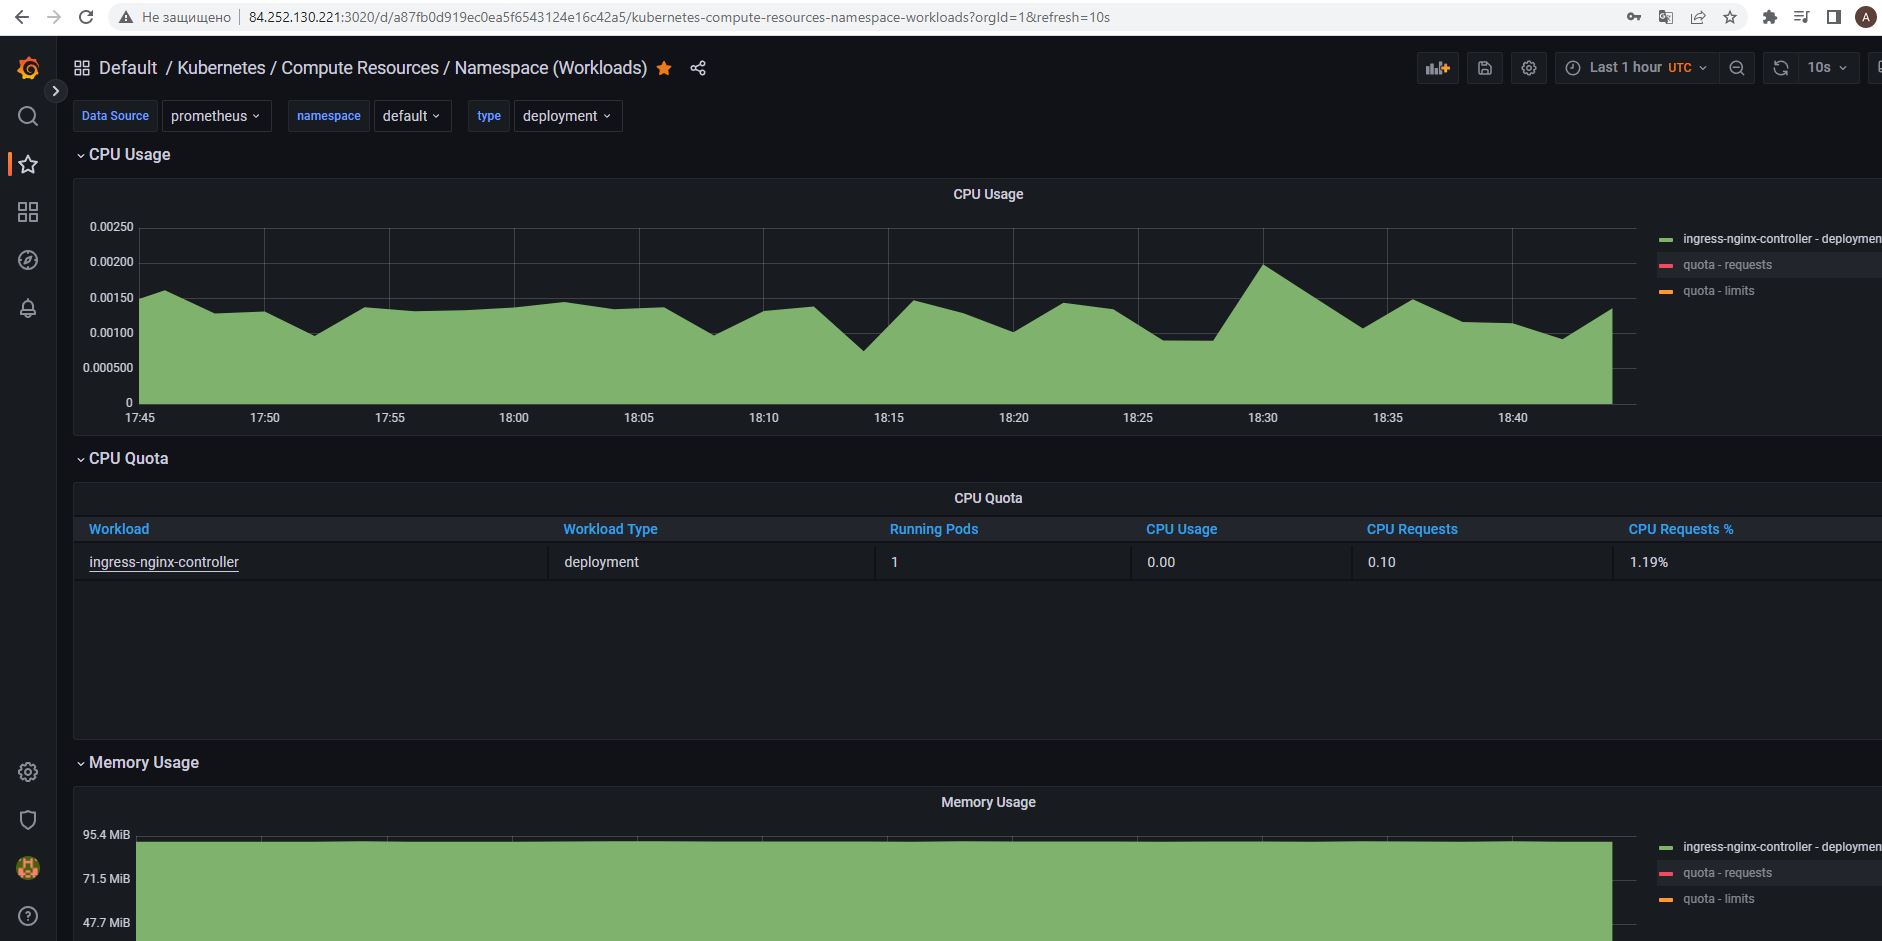 Не защищено 84.252.130.221:3020/d/a87fb0d919ec0ea5f6543124e16c42a5/kubernetes-compute-resources-namespace-workloads?orgId=1&refresh=10s
A
Default / Kubernetes / Compute Resources / Namespace (Workloads)
Last 1 hour UTC
10s
Data Source prometheus namespace default type deployment
CPU Usage
CPU Usage
0.00250
0.00200
0.00150
0.00100
0.000500
0
17:45 17:50 17:55 18:00 18:05 18:10 18:15 18:20 18:25 18:30 18:35 18:40
ingress-nginx-controller - deploymen
quota - requests
quota - limits
CPU Quota
CPU Quota
Workload Workload Type Running Pods CPU Usage CPU Requests CPU Requests %
ingress-nginx-controller deployment 1 0.00 0.10 1.19%
Memory Usage
Memory Usage
95.4 MiB
71.5 MiB
47.7 MiB
ingress-nginx-controller - deploymen
quota - requests
quota - limits